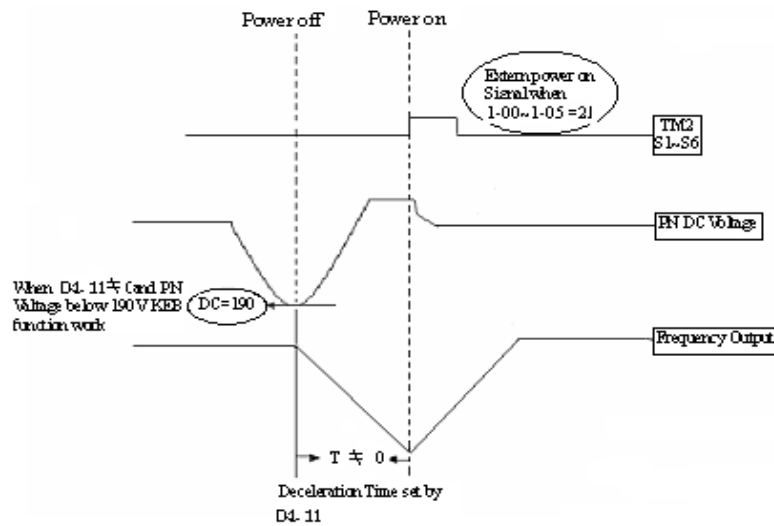 Power off
Power on
Extern power on
Signal when
1-00~1-05 =21
TM2
S1~S6
PN DC Voltage
When D4-11≒0 and PN
Voltage below 190 V KEB
function work
DC=190
Frequency Output
T ≒ 0
Deceleration Time set by
D4-11